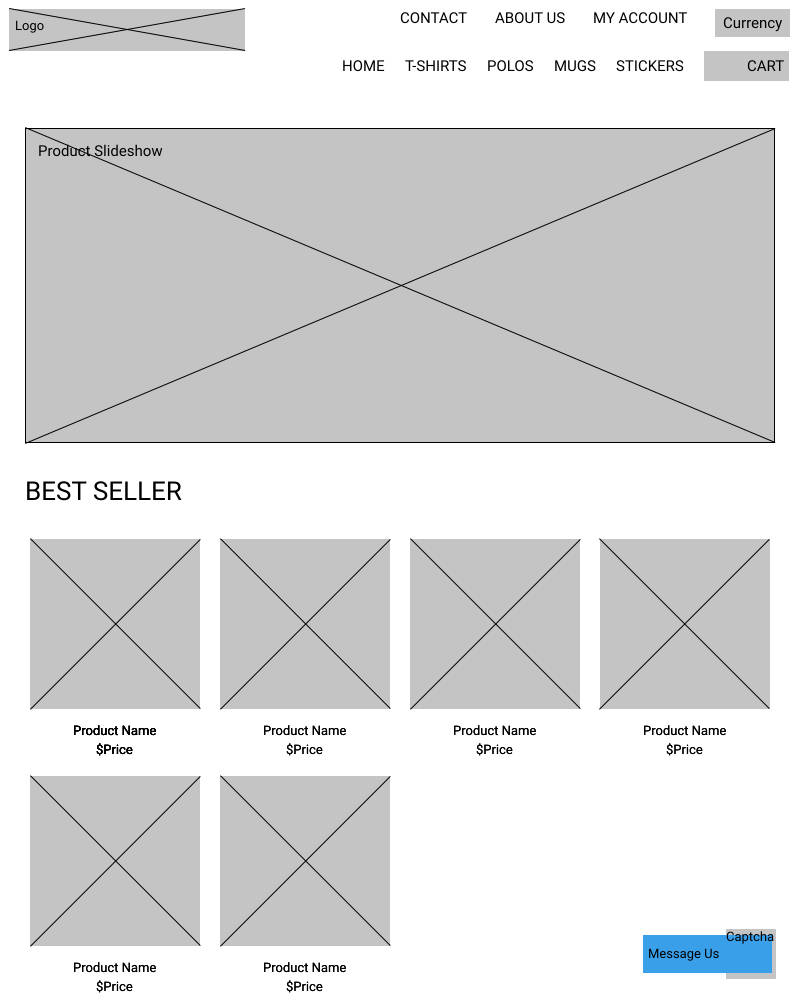 Logo
CONTACT ABOUT US MY ACCOUNT Currency
HOME T-SHIRTS POLOS MUGS STICKERS CART
Product Slideshow
BEST SELLER
Product Name Product Name Product Name Product Name
$Price $Price $Price $Price
Product Name Product Name
$Price $Price
Captcha
Message Us